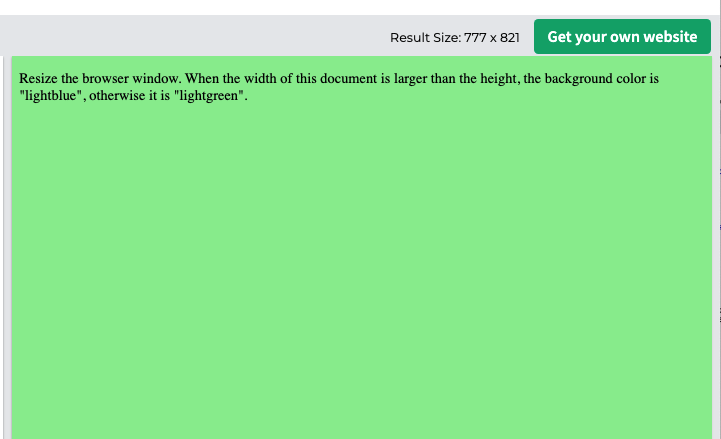 Result Size: 777 x 821
Get your own website
Resize the browser window. When the width of this document is larger than the height, the background color is
"lightblue", otherwise it is "lightgreen".